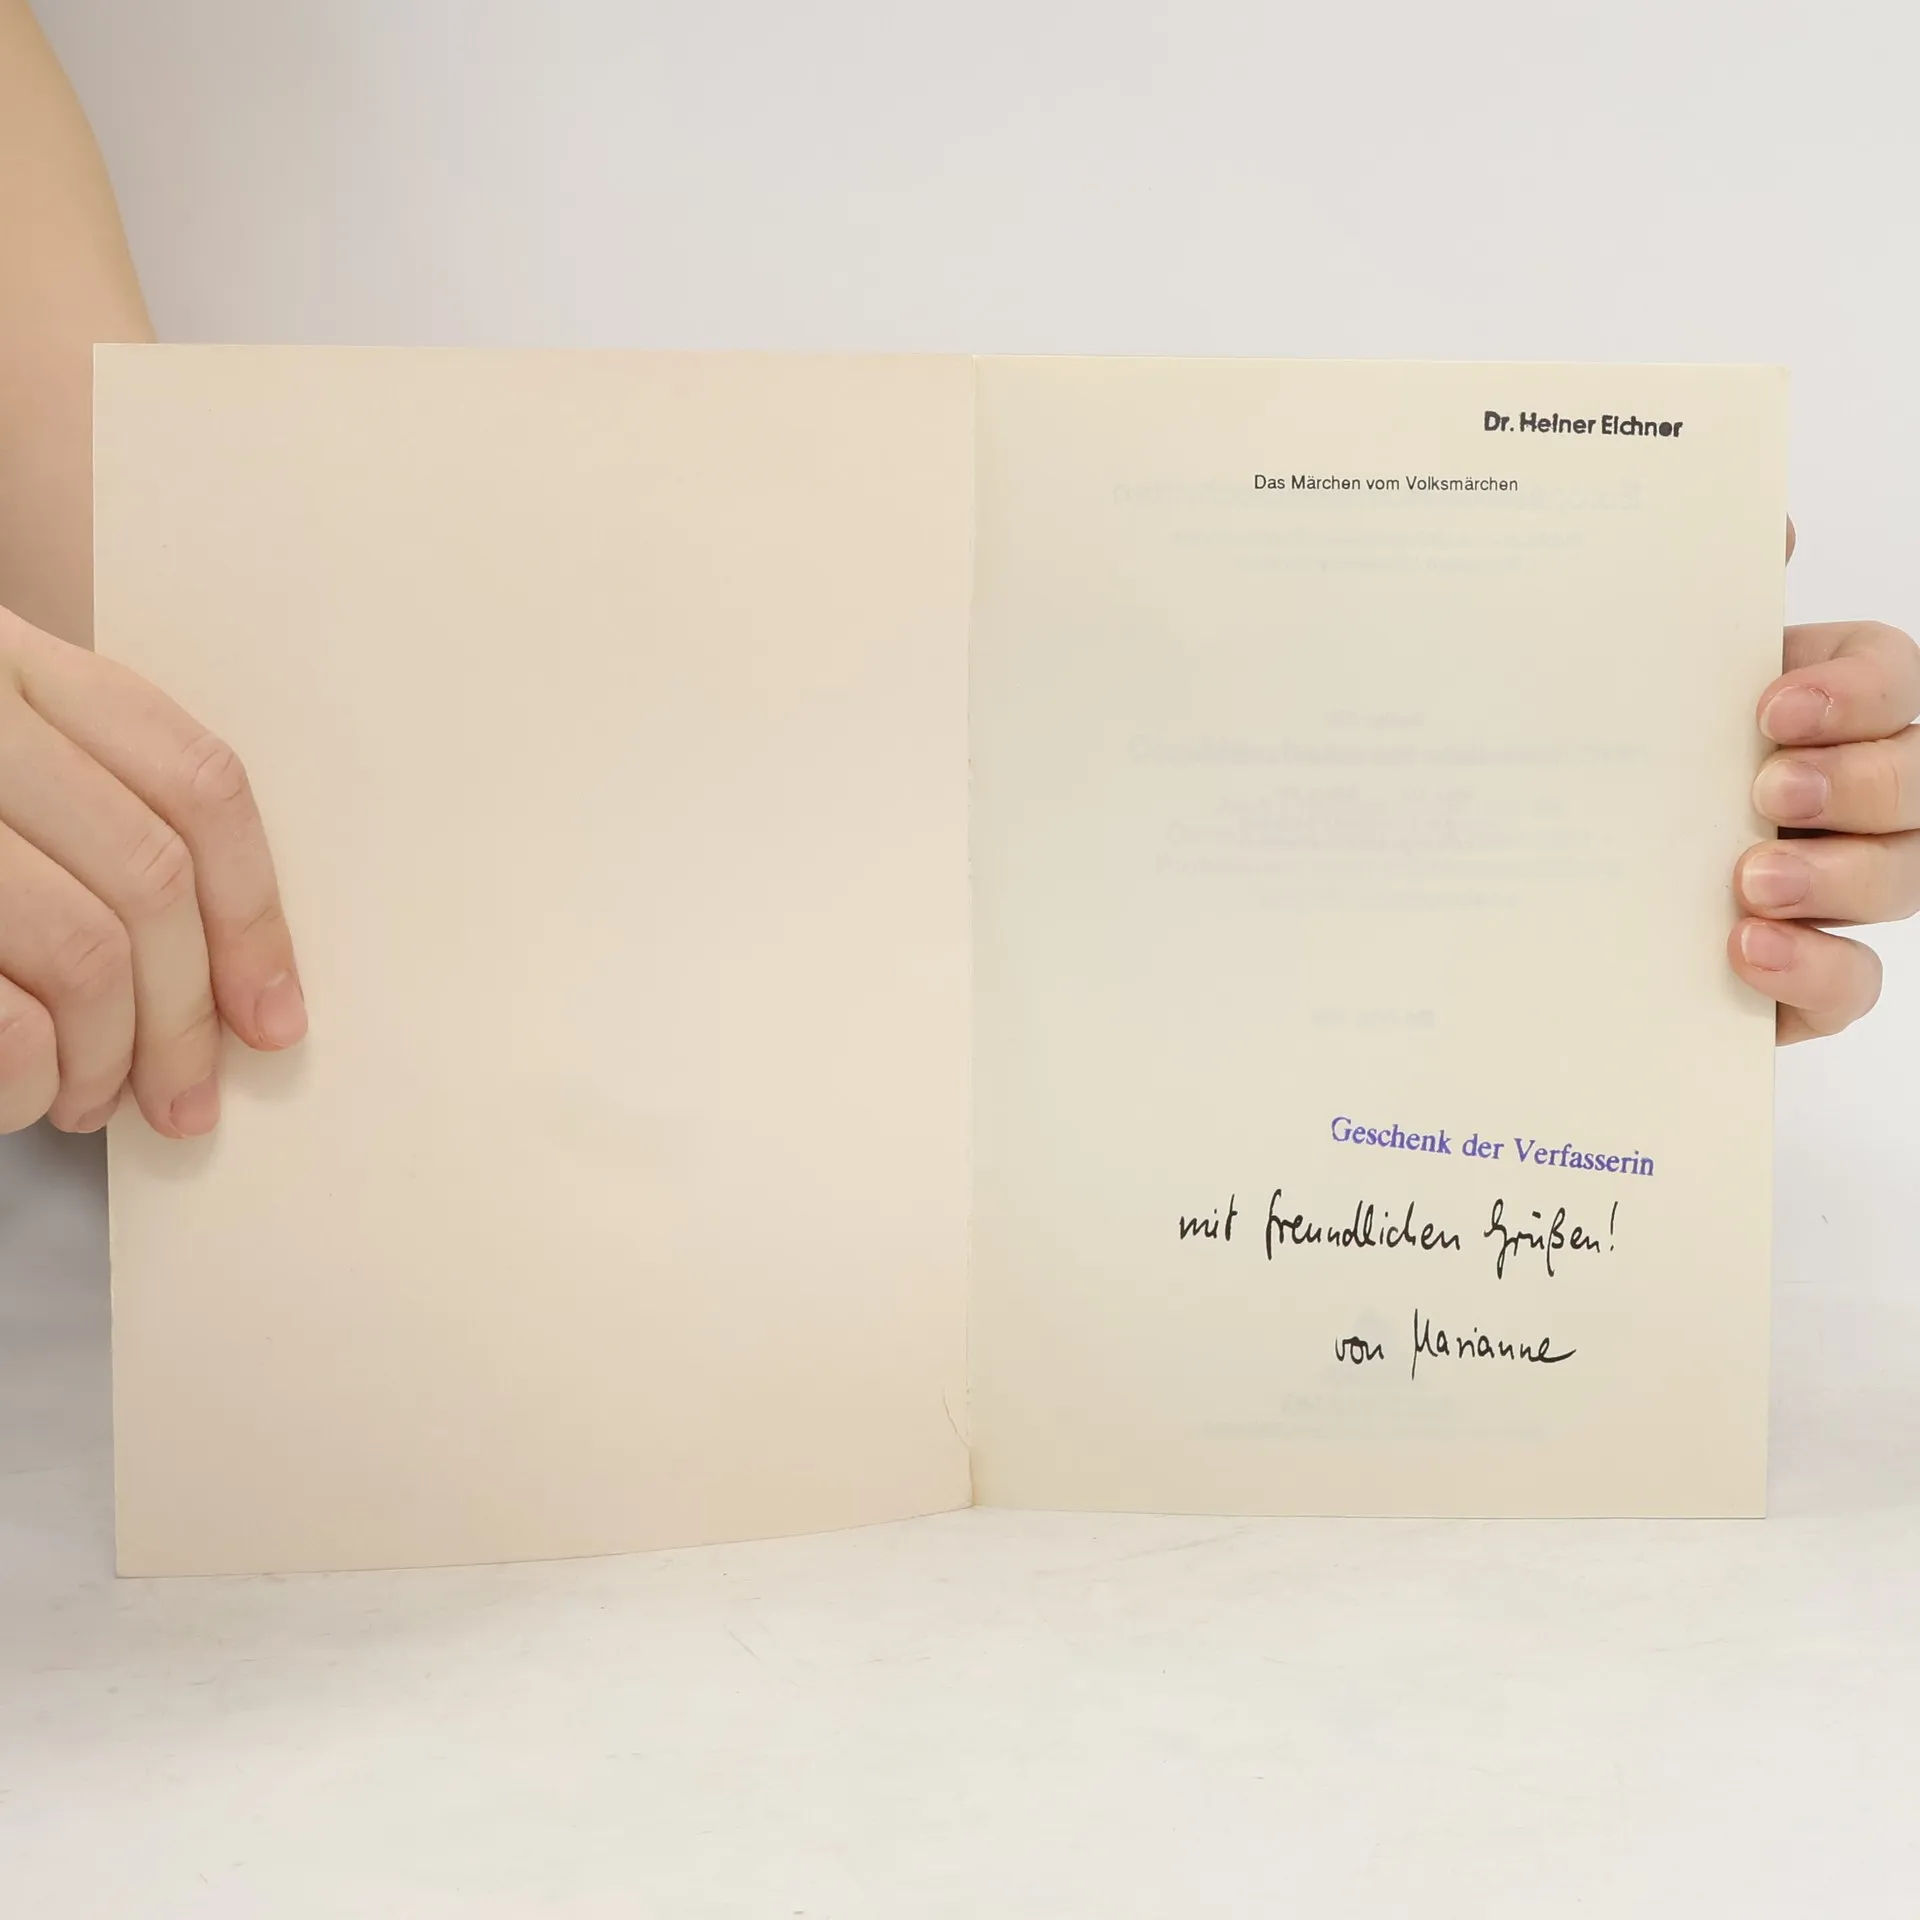 Dr. Heiner Eichner
Das Märchen vom Volksmärchen
Geschenk der Verfasserin
mit freundlichen Grüßen!
von Marianne